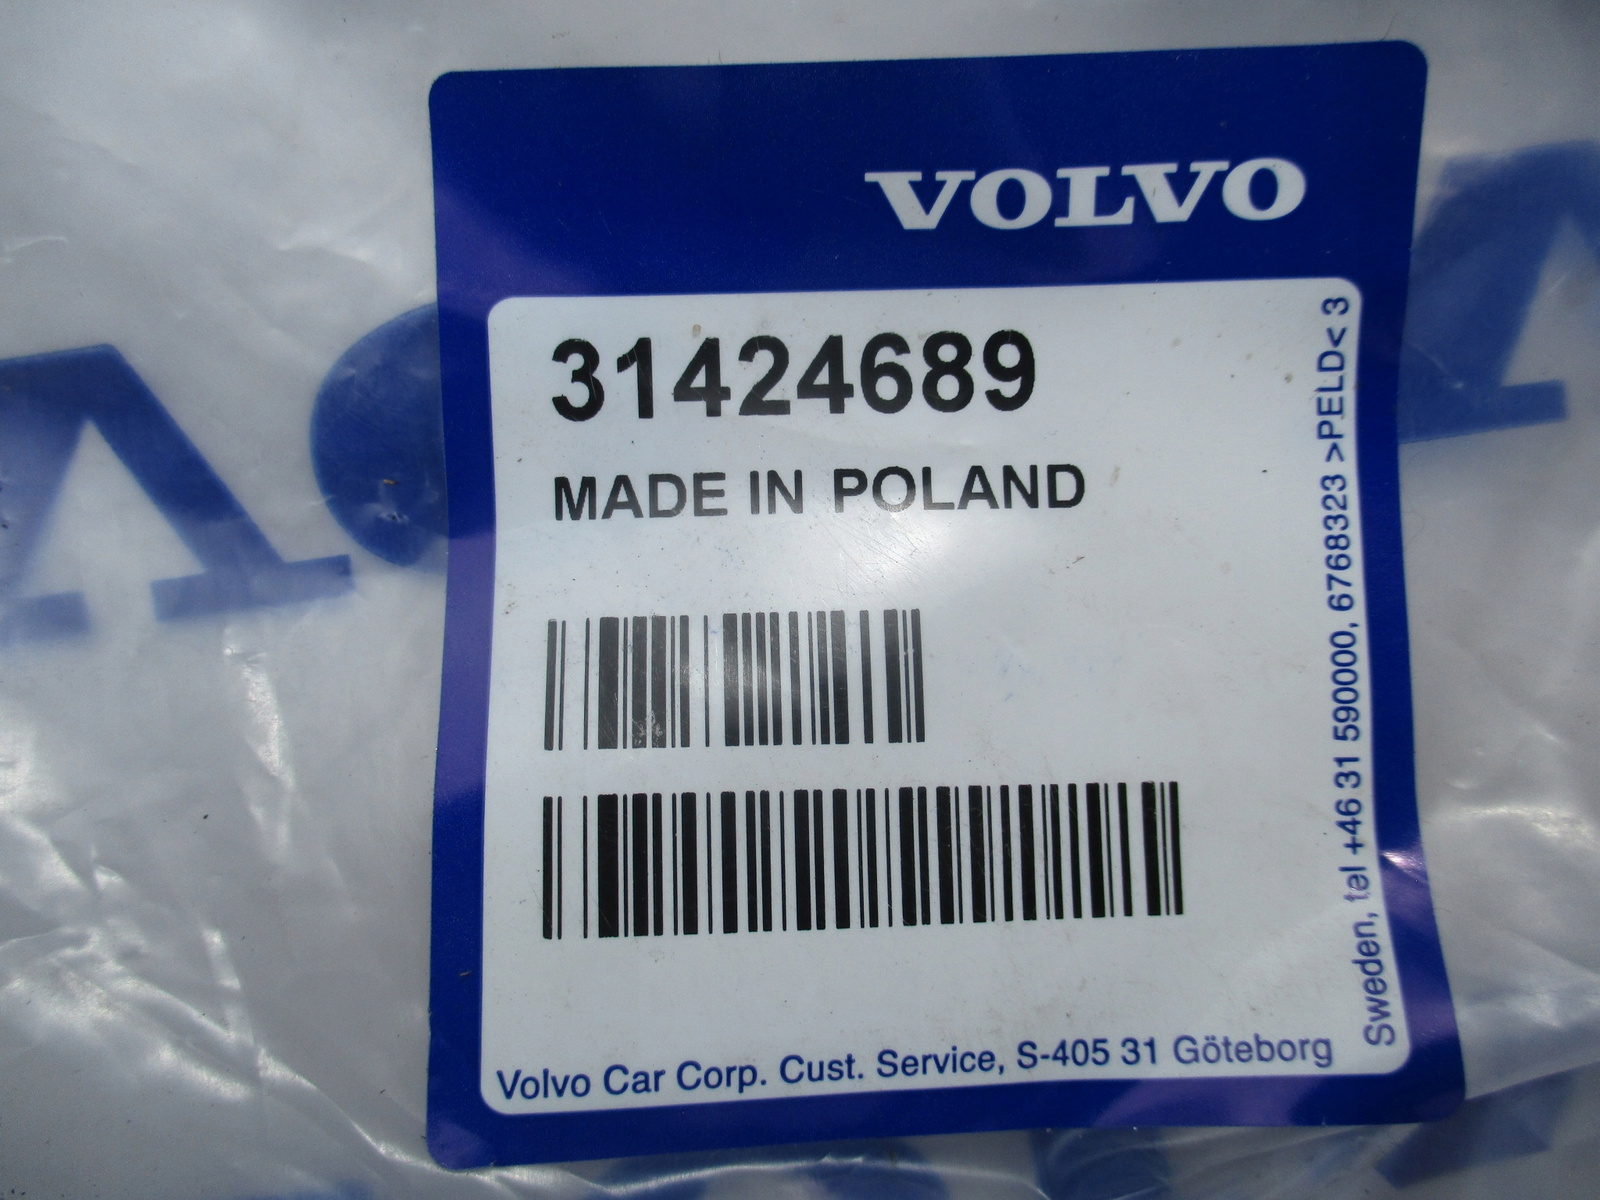 VOLVO
31424689
MADE IN POLAND
Volvo Car Corp. Cust. Service, S-405 31 Göteborg
Sweden, tel +46 31 590000, 6768323 >PELD< 3